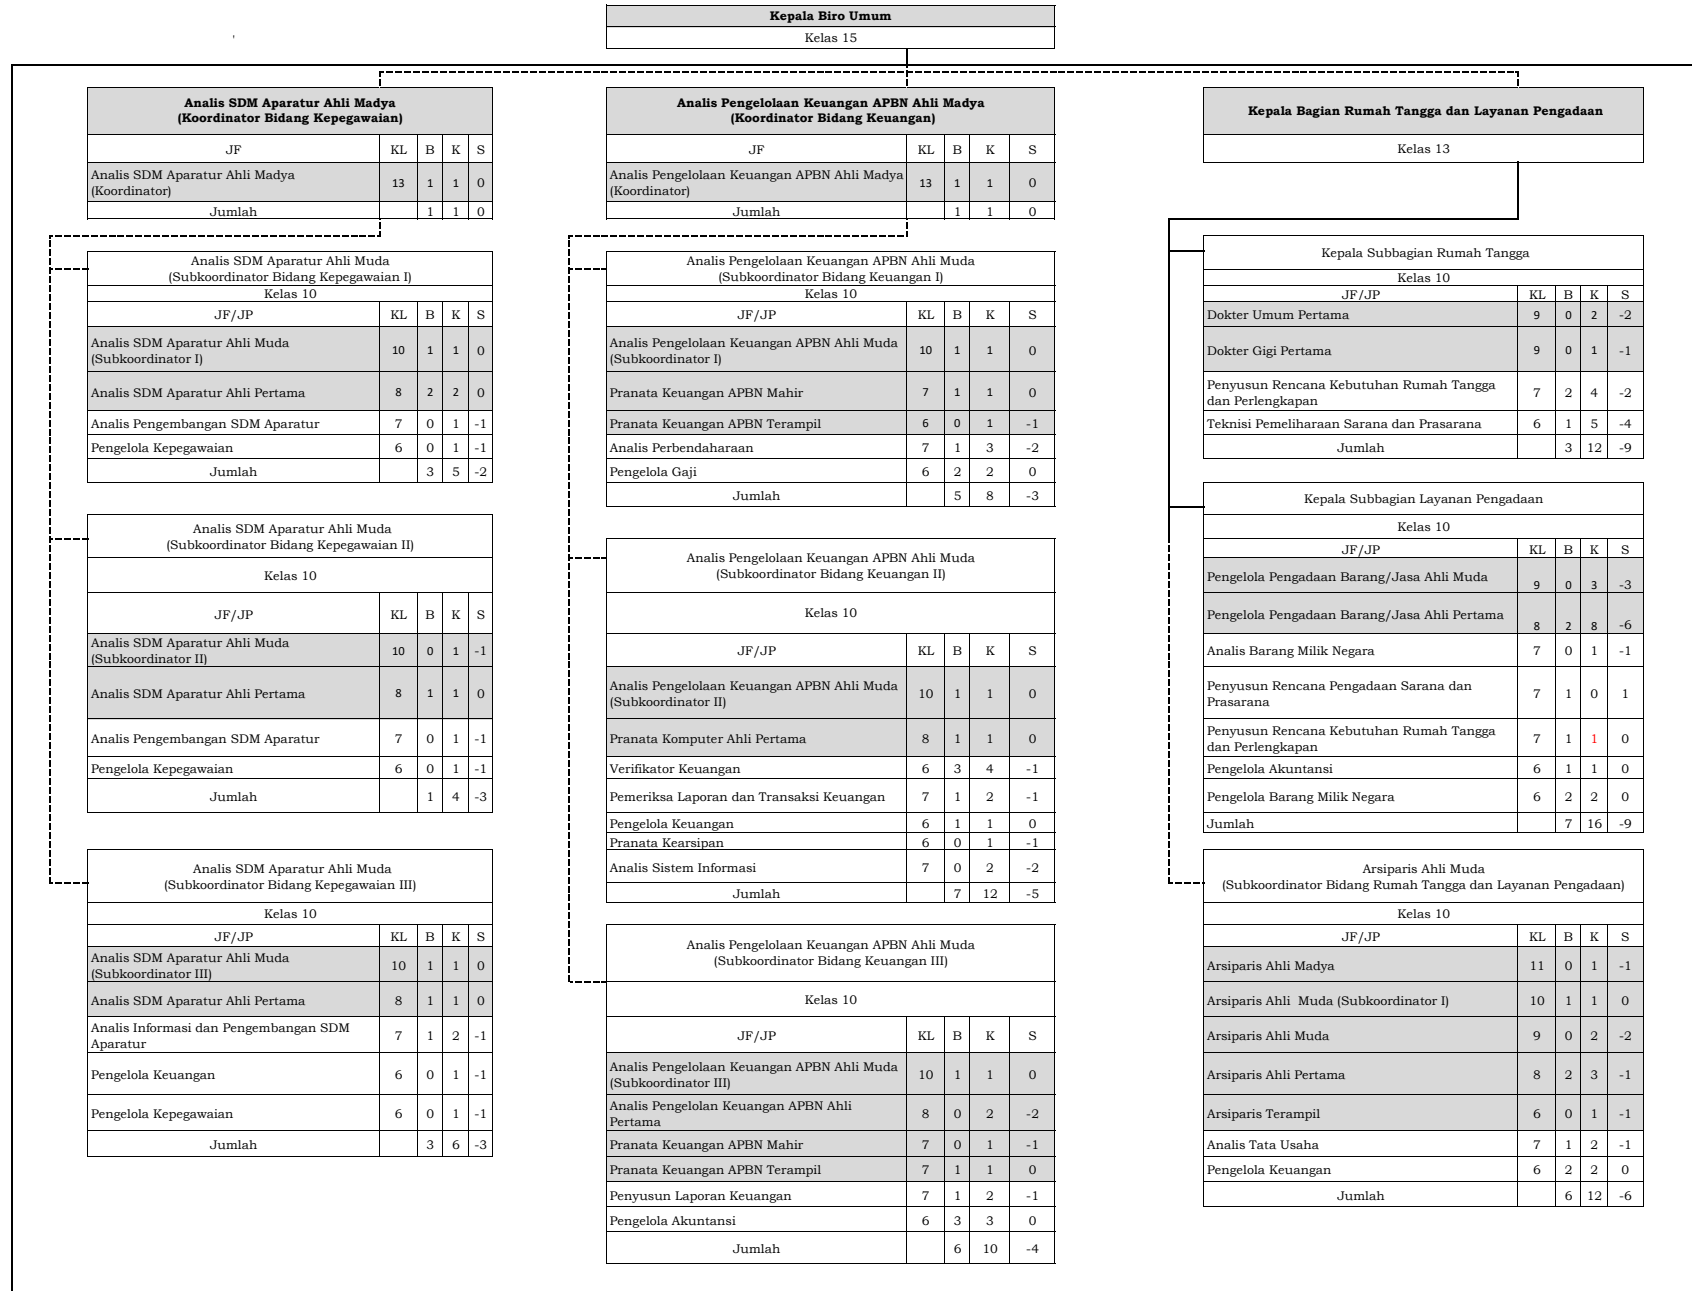 Kepala Biro Umum
Kelas 15
Analis SDM Aparatur Ahli Madya
(Koordinator Bidang Kepegawaian)
JF KL B K S
Analis SDM Aparatur Ahli Madya
(Koordinator) 13 1 1 0
Jumlah 1 1 0
Analis SDM Aparatur Ahli Muda
(Subkoordinator Bidang Kepegawaian I)
Kelas 10
JF/JP KL B K S
Analis SDM Aparatur Ahli Muda
(Subkoordinator I) 10 1 1 0
Analis SDM Aparatur Ahli Pertama 8 2 2 0
Analis Pengembangan SDM Aparatur 7 0 1 -1
Pengelola Kepegawaian 6 0 1 -1
Jumlah 3 5 -2
Analis SDM Aparatur Ahli Muda
(Subkoordinator Bidang Kepegawaian II)
Kelas 10
JF/JP KL B K S
Analis SDM Aparatur Ahli Muda
(Subkoordinator II) 10 0 1 -1
Analis SDM Aparatur Ahli Pertama 8 1 1 0
Analis Pengembangan SDM Aparatur 7 0 1 -1
Pengelola Kepegawaian 6 0 1 -1
Jumlah 1 4 -3
Analis SDM Aparatur Ahli Muda
(Subkoordinator Bidang Kepegawaian III)
Kelas 10
JF/JP KL B K S
Analis SDM Aparatur Ahli Muda
(Subkoordinator III) 10 1 1 0
Analis SDM Aparatur Ahli Pertama 8 1 1 0
Analis Informasi dan Pengembangan SDM
Aparatur 7 1 2 -1
Pengelola Keuangan 6 0 1 -1
Pengelola Kepegawaian 6 0 1 -1
Jumlah 3 6 -3
Analis Pengelolaan Keuangan APBN Ahli Madya
(Koordinator Bidang Keuangan)
JF KL B K S
Analis Pengelolaan Keuangan APBN Ahli Madya
(Koordinator) 13 1 1 0
Jumlah 1 1 0
Analis Pengelolaan Keuangan APBN Ahli Muda
(Subkoordinator Bidang Keuangan I)
Kelas 10
JF/JP KL B K S
Analis Pengelolaan Keuangan APBN Ahli Muda
(Subkoordinator I) 10 1 1 0
Pranata Keuangan APBN Mahir 7 1 1 0
Pranata Keuangan APBN Terampil 6 0 1 -1
Analis Perbendaharaan 7 1 3 -2
Pengelola Gaji 6 2 2 0
Jumlah 5 8 -3
Analis Pengelolaan Keuangan APBN Ahli Muda
(Subkoordinator Bidang Keuangan II)
Kelas 10
JF/JP KL B K S
Analis Pengelolaan Keuangan APBN Ahli Muda
(Subkoordinator II) 10 1 1 0
Pranata Komputer Ahli Pertama 8 1 1 0
Verifikator Keuangan 6 3 4 -1
Pemeriksa Laporan dan Transaksi Keuangan 7 1 2 -1
Pengelola Keuangan 6 1 1 0
Pranata Kearsipan 6 0 1 -1
Analis Sistem Informasi 7 0 2 -2
Jumlah 7 12 -5
Analis Pengelolaan Keuangan APBN Ahli Muda
(Subkoordinator Bidang Keuangan III)
Kelas 10
JF/JP KL B K S
Analis Pengelolaan Keuangan APBN Ahli Muda
(Subkoordinator III) 10 1 1 0
Analis Pengelolan Keuangan APBN Ahli
Pertama 8 0 2 -2
Pranata Keuangan APBN Mahir 7 0 1 -1
Pranata Keuangan APBN Terampil 7 1 1 0
Penyusun Laporan Keuangan 7 1 2 -1
Pengelola Akuntansi 6 3 3 0
Jumlah 6 10 -4
Kepala Bagian Rumah Tangga dan Layanan Pengadaan
Kelas 13
Kepala Subbagian Rumah Tangga
Kelas 10
JF/JP KL B K S
Dokter Umum Pertama 9 0 2 -2
Dokter Gigi Pertama 9 0 1 -1
Penyusun Rencana Kebutuhan Rumah Tangga
dan Perlengkapan 7 2 4 -2
Teknisi Pemeliharaan Sarana dan Prasarana 6 1 5 -4
Jumlah 3 12 -9
Kepala Subbagian Layanan Pengadaan
Kelas 10
JF/JP KL B K S
Pengelola Pengadaan Barang/Jasa Ahli Muda 9 0 3 -3
Pengelola Pengadaan Barang/Jasa Ahli Pertama 8 2 8 -6
Analis Barang Milik Negara 7 0 1 -1
Penyusun Rencana Pengadaan Sarana dan
Prasarana 7 1 0 1
Penyusun Rencana Kebutuhan Rumah Tangga
dan Perlengkapan 7 1 1 0
Pengelola Akuntansi 6 1 1 0
Pengelola Barang Milik Negara 6 2 2 0
Jumlah 7 16 -9
Arsiparis Ahli Muda
(Subkoordinator Bidang Rumah Tangga dan Layanan Pengadaan)
Kelas 10
JF/JP KL B K S
Arsiparis Ahli Madya 11 0 1 -1
Arsiparis Ahli  Muda (Subkoordinator I) 10 1 1 0
Arsiparis Ahli Muda 9 0 2 -2
Arsiparis Ahli Pertama 8 2 3 -1
Arsiparis Terampil 6 0 1 -1
Analis Tata Usaha 7 1 2 -1
Pengelola Keuangan 6 2 2 0
Jumlah 6 12 -6